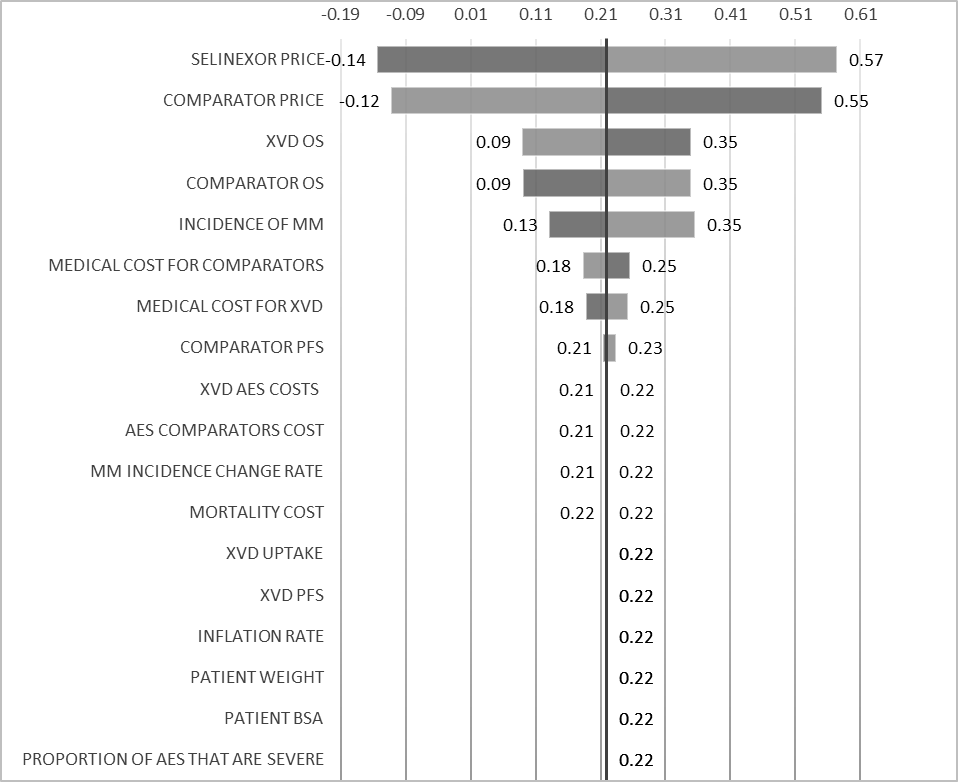 -0.19 -0.09 0.01 0.11 0.21 0.31 0.41 0.51 0.61
SELINEXOR PRICE -0.14 0.57
COMPARATOR PRICE -0.12 0.55
XVD OS 0.09 0.35
COMPARATOR OS 0.09 0.35
INCIDENCE OF MM 0.13 0.35
MEDICAL COST FOR COMPARATORS 0.18 0.25
MEDICAL COST FOR XVD 0.18 0.25
COMPARATOR PFS 0.21 0.23
XVD AES COSTS 0.21 0.22
AES COMPARATORS COST 0.21 0.22
MM INCIDENCE CHANGE RATE 0.21 0.22
MORTALITY COST 0.22 0.22
XVD UPTAKE 0.22
XVD PFS 0.22
INFLATION RATE 0.22
PATIENT WEIGHT 0.22
PATIENT BSA 0.22
PROPORTION OF AES THAT ARE SEVERE 0.22